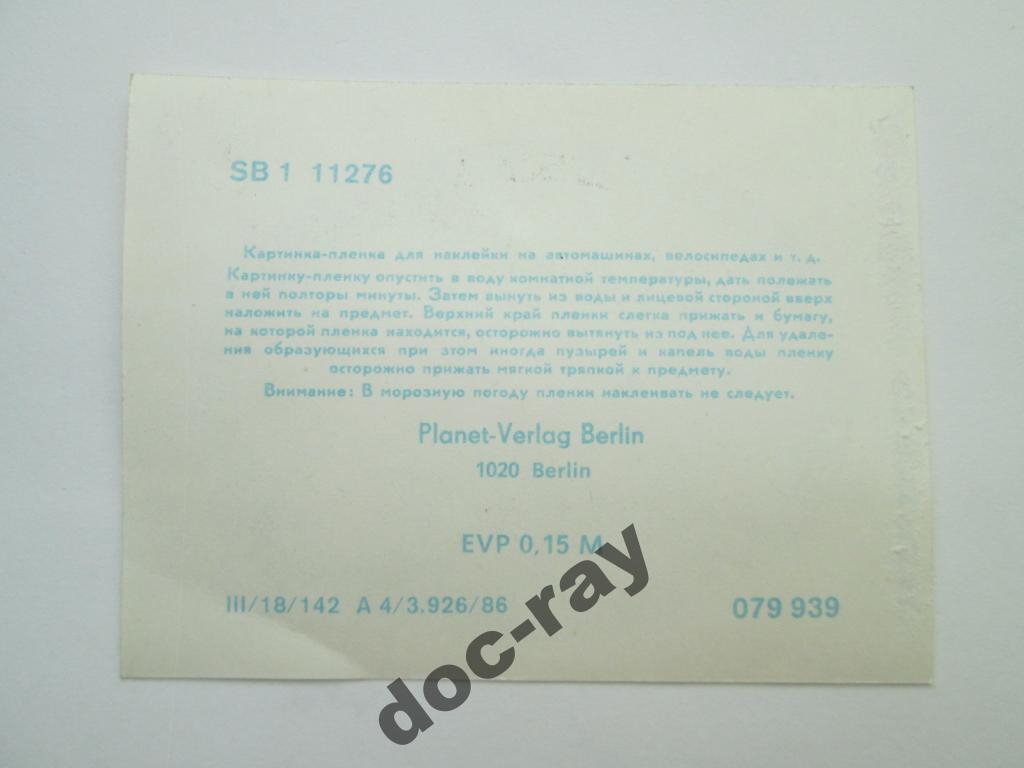 SB 1 11276
Картинка-пленка для наклейки на автомашинах, велосипедах и т. д.
Картинку-пленку опустить в воду комнатной температуры, дать полежать
в ней полторы минуты. Затем вынуть из воды и лицевой стороной вверх
наложить на предмет. Верхний край пленки слегка прижать и бумагу,
на которой пленка находится, осторожно вытянуть из под нее. Для удале-
ния образующихся при этом иногда пузырей и капель воды пленку
осторожно прижать мягкой тряпкой к предмету.
Внимание: В морозную погоду пленки наклеивать не следует.
Planet-Verlag Berlin
1020 Berlin
EVP 0,15 M
III/18/142 A 4/3.926/86 079 939
doc-ray